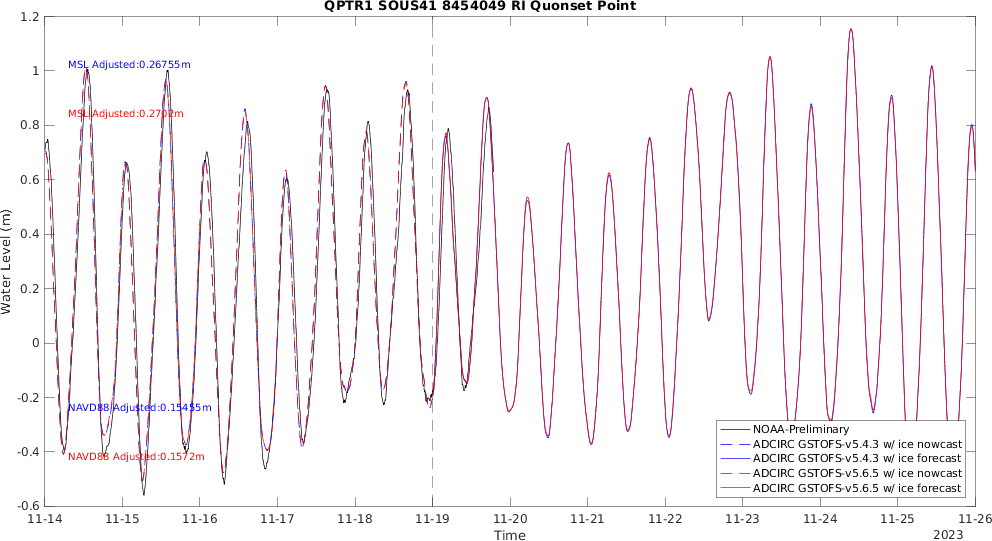 QPTR1 SOUS41 8454049 RI Quonset Point
1.2
1
0.8
0.6
0.4
0.2
0
-0.2
-0.4
-0.6
Water Level (m)
MSL Adjusted:0.26755m
MSL Adjusted:0.2702m
NAVD88 Adjusted:0.15455m
NAVD88 Adjusted:0.1572m
NOAA-Preliminary
ADCIRC GSTOFS-v5.4.3 w/ ice nowcast
ADCIRC GSTOFS-v5.4.3 w/ ice forecast
ADCIRC GSTOFS-v5.6.5 w/ ice nowcast
ADCIRC GSTOFS-v5.6.5 w/ ice forecast
11-14 11-15 11-16 11-17 11-18 11-19 11-20 11-21 11-22 11-23 11-24 11-25 11-26
Time
2023